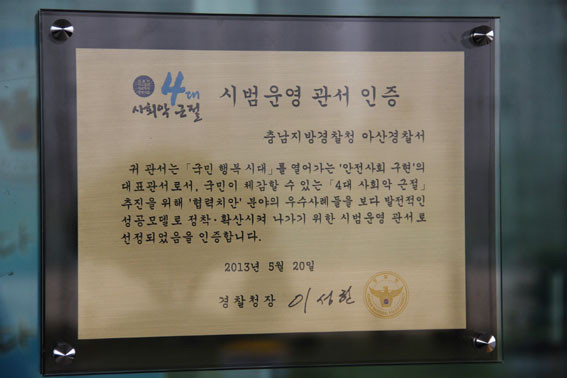 4대
사회악 근절
시범운영 관서 인증
충남지방경찰청 아산경찰서
귀 관서는 「국민 행복 시대」를 열어가는 '안전사회 구현'의
대표관서로서, 국민이 체감할 수 있는 「4대 사회악 근절」
추진을 위해 '협력치안' 분야의 우수사례들을 보다 발전적인
성공모델로 정착·확산시켜 나가기 위한 시범운영 관서로
선정되었음을 인증합니다.
2013년 5월 20일
경찰청장 이성한